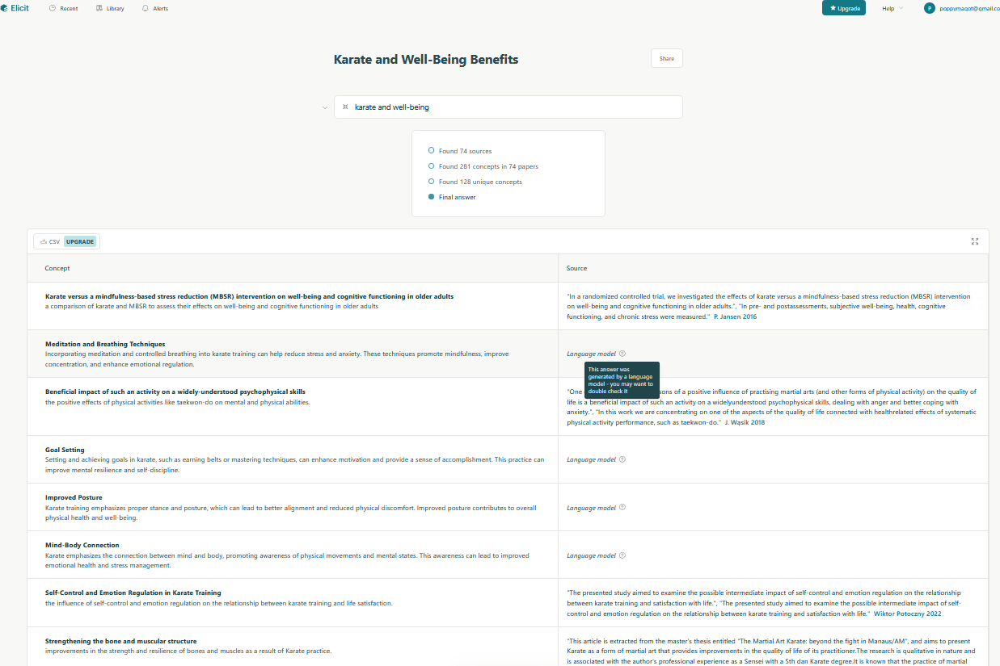 Elicit
Recent
Library
Alerts
Upgrade
Help
P
poppymagot@gmail.co
Karate and Well-Being Benefits
Share
karate and well-being
Found 74 sources
Found 281 concepts in 74 papers
Found 128 unique concepts
Final answer
CSV UPGRADE
Concept
Source
Karate versus a mindfulness-based stress reduction (MBSR) intervention on well-being and cognitive functioning in older adults
a comparison of karate and MBSR to assess their effects on well-being and cognitive functioning in older adults
"In a randomized controlled trial, we investigated the effects of karate versus a mindfulness-based stress reduction (MBSR) intervention
on well-being and cognitive functioning in older adults.", "In pre- and postassessments, subjective well-being, health, cognitive
functioning, and chronic stress were measured." P. Jansen 2016
Meditation and Breathing Techniques
Incorporating meditation and controlled breathing into karate training can help reduce stress and anxiety. These techniques promote mindfulness, improve
concentration, and enhance emotional regulation.
Language model
This answer was
generated by a language
model - you may want to
double check it
Beneficial impact of such an activity on a widely-understood psychophysical skills
the positive effects of physical activities like taekwon-do on mental and physical abilities.
"One sons of a positive influence of practising martial arts (and other forms of physical activity) on the quality of
life is a beneficial impact of such an activity on a widelyunderstood psychophysical skills, dealing with anger and better coping with
anxiety.", "In this work we are concentrating on one of the aspects of the quality of life connected with healthrelated effects of systematic
physical activity performance, such as taekwon-do." J. Wąsik 2018
Goal Setting
Setting and achieving goals in karate, such as earning belts or mastering techniques, can enhance motivation and provide a sense of accomplishment. This practice can
improve mental resilience and self-discipline.
Language model
Improved Posture
Karate training emphasizes proper stance and posture, which can lead to better alignment and reduced physical discomfort. Improved posture contributes to overall
physical health and well-being.
Language model
Mind-Body Connection
Karate emphasizes the connection between mind and body, promoting awareness of physical movements and mental states. This awareness can lead to improved
emotional health and stress management.
Language model
Self-Control and Emotion Regulation in Karate Training
the influence of self-control and emotion regulation on the relationship between karate training and life satisfaction.
"The presented study aimed to examine the possible intermediate impact of self-control and emotion regulation on the relationship
between karate training and satisfaction with life.", "The presented study aimed to examine the possible intermediate impact of self-
control and emotion regulation on the relationship between karate training and satisfaction with life." Wiktor Potoczny 2022
Strengthening the bone and muscular structure
improvements in the strength and resilience of bones and muscles as a result of Karate practice.
"This article is extracted from the master's thesis entitled "The Martial Art Karate: beyond the fight in Manaus/AM", and aims to present
Karate as a form of martial art that provides improvements in the quality of life of its practitioner.The research is qualitative in nature and
is associated with the author's professional experience as a Sensei with a 5th dan Karate degree.It is known that the practice of martial